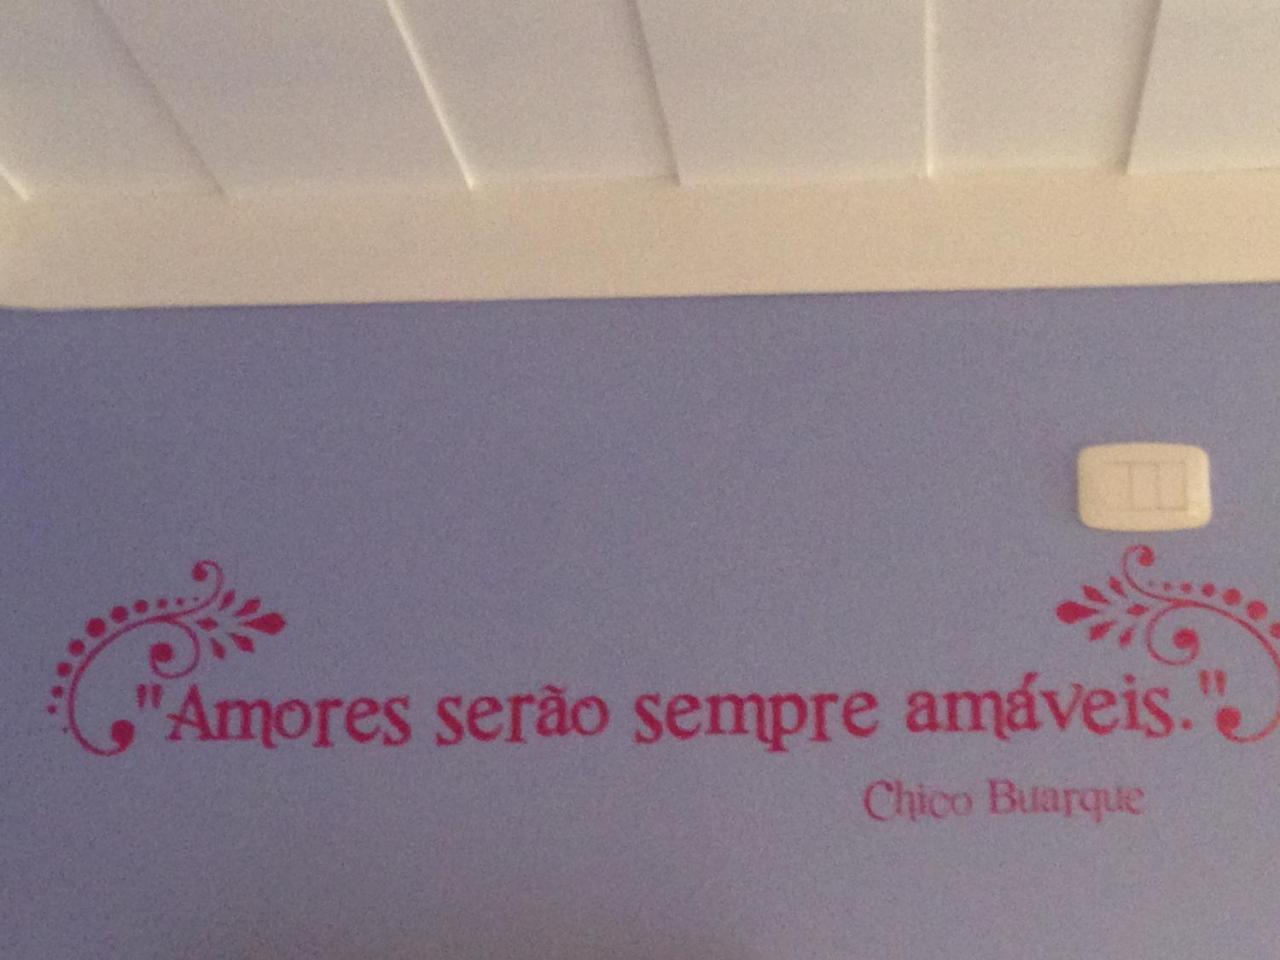 "Amores serão sempre amáveis."
Chico Buarque